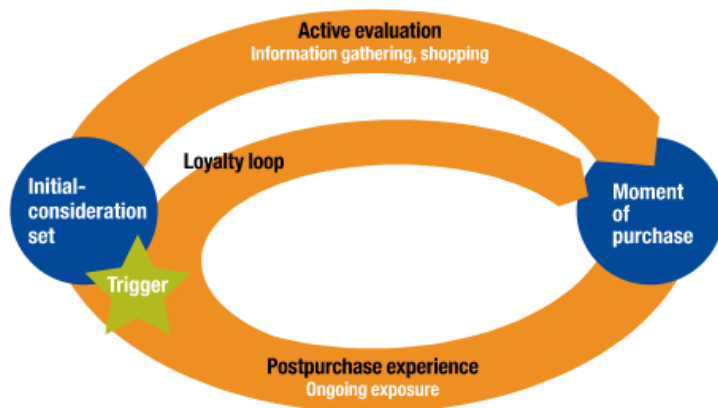 Active evaluation
Information gathering, shopping
Loyalty loop
Initial-
consideration
set
Moment
of
purchase
Trigger
Postpurchase experience
Ongoing exposure